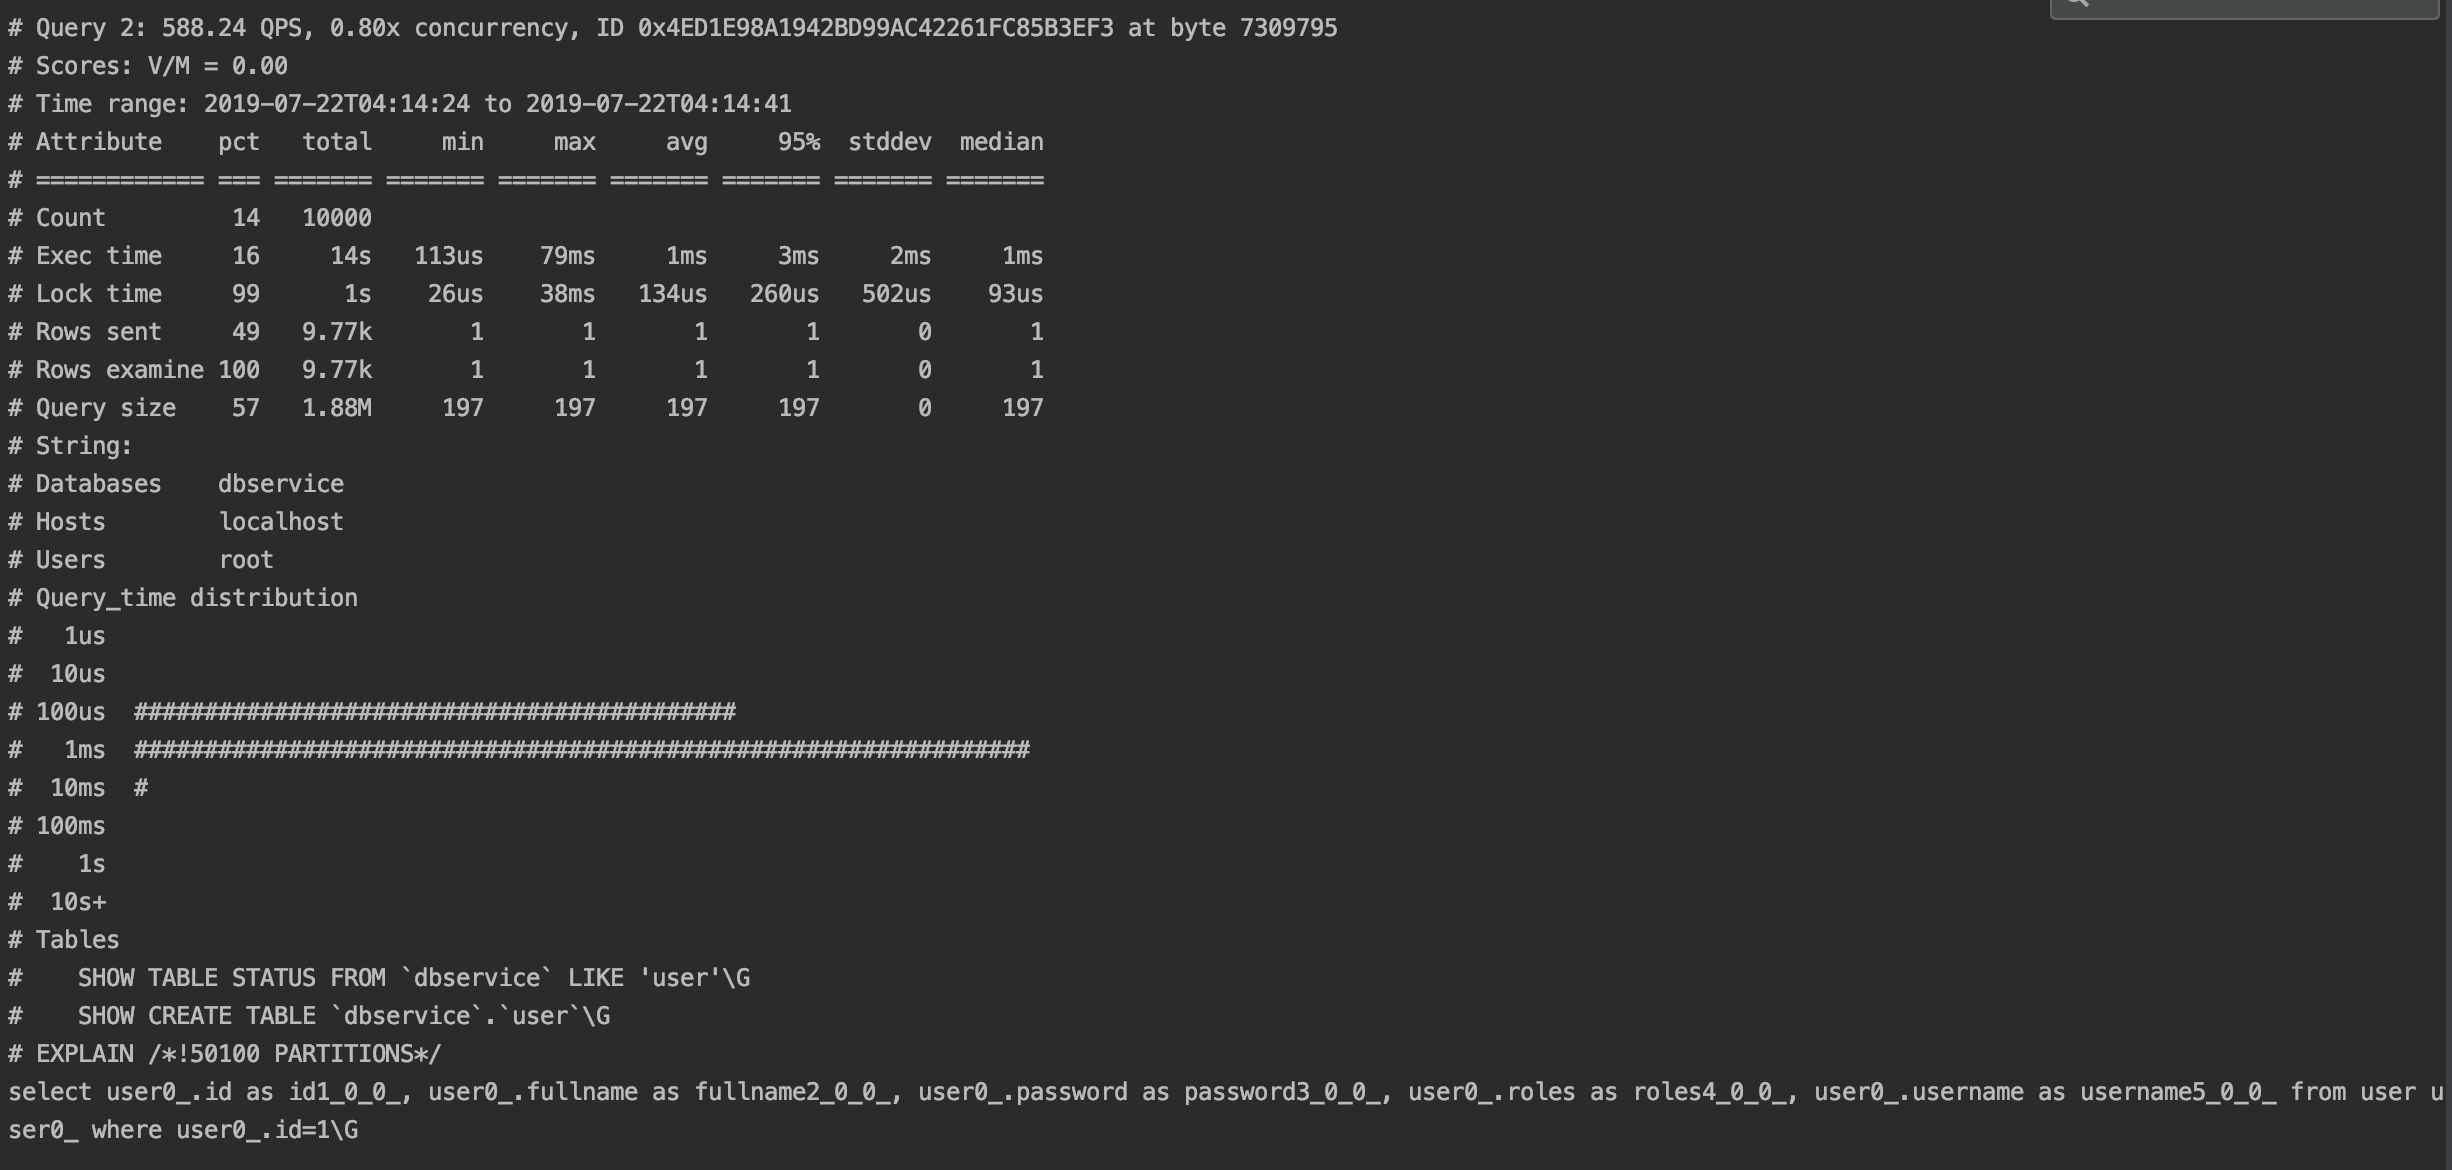 # Query 2: 588.24 QPS, 0.80x concurrency, ID 0x4ED1E98A1942BD99AC42261FC85B3EF3 at byte 7309795
# Scores: V/M = 0.00
# Time range: 2019-07-22T04:14:24 to 2019-07-22T04:14:41
# Attribute    pct   total     min     max     avg     95%  stddev  median
# ============ === ======= ======= ======= ======= ======= ======= =======
# Count         14   10000
# Exec time     16     14s   113us    79ms     1ms     3ms     2ms     1ms
# Lock time     99      1s    26us    38ms   134us   260us   502us    93us
# Rows sent     49   9.77k       1       1       1       1       0       1
# Rows examine 100   9.77k       1       1       1       1       0       1
# Query size    57   1.88M     197     197     197     197       0     197
# String:
# Databases    dbservice
# Hosts        localhost
# Users        root
# Query_time distribution
#   1us
#  10us
# 100us  ###########################################
#   1ms  ################################################################
#  10ms  #
# 100ms
#    1s
#  10s+
# Tables
#    SHOW TABLE STATUS FROM `dbservice` LIKE 'user'\G
#    SHOW CREATE TABLE `dbservice`.`user`\G
# EXPLAIN /*!50100 PARTITIONS*/
select user0_.id as id1_0_0_, user0_.fullname as fullname2_0_0_, user0_.password as password3_0_0_, user0_.roles as roles4_0_0_, user0_.username as username5_0_0_ from user u
ser0_ where user0_.id=1\G